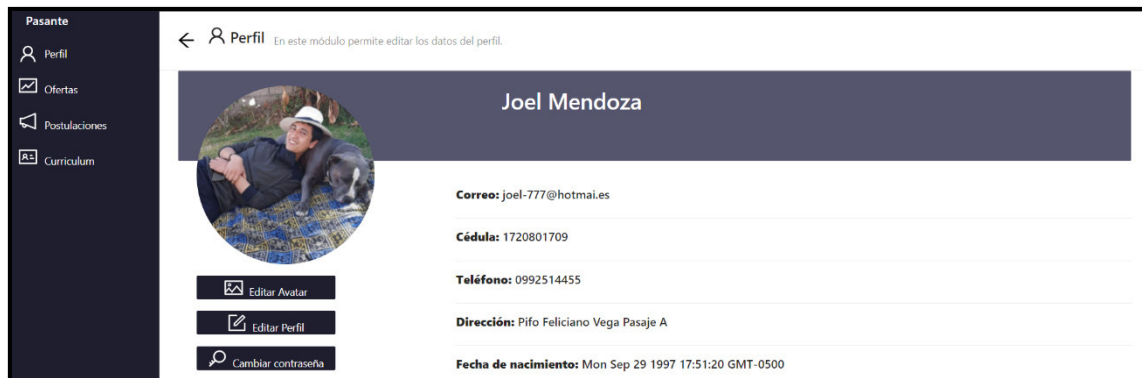 Pasante
Perfil
Ofertas
Postulaciones
Curriculum
Perfil En este módulo permite editar los datos del perfil.
Joel Mendoza
Editar Avatar
Editar Perfil
Cambiar contraseña
Correo: joel-777@hotmai.es
Cédula: 1720801709
Teléfono: 0992514455
Dirección: Pifo Feliciano Vega Pasaje A
Fecha de nacimiento: Mon Sep 29 1997 17:51:20 GMT-0500